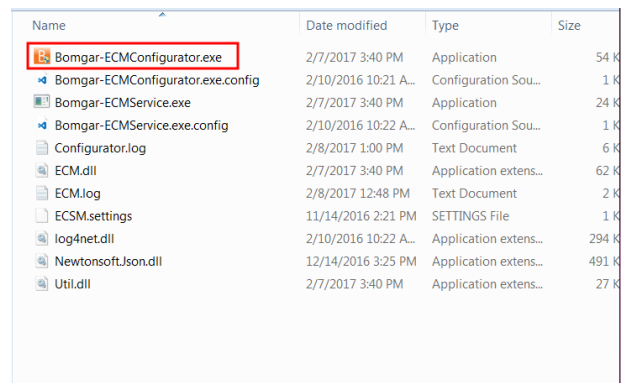 Name Date modified Type Size
Bomgar-ECMConfigurator.exe 2/7/2017 3:40 PM Application 54 K
Bomgar-ECMConfigurator.exe.config 2/10/2016 10:21 A... Configuration Sou... 1 K
Bomgar-ECMService.exe 2/7/2017 3:40 PM Application 24 K
Bomgar-ECMService.exe.config 2/10/2016 10:22 A... Configuration Sou... 1 K
Configurator.log 2/8/2017 1:00 PM Text Document 6 K
ECM.dll 2/7/2017 3:40 PM Application extens... 62 K
ECM.log 2/8/2017 12:48 PM Text Document 2 K
ECSM.settings 11/14/2016 2:21 PM SETTINGS File 1 K
log4net.dll 2/10/2016 10:22 A... Application extens... 294 K
Newtonsoft.Json.dll 12/14/2016 3:25 PM Application extens... 491 K
Util.dll 2/7/2017 3:40 PM Application extens... 27 K